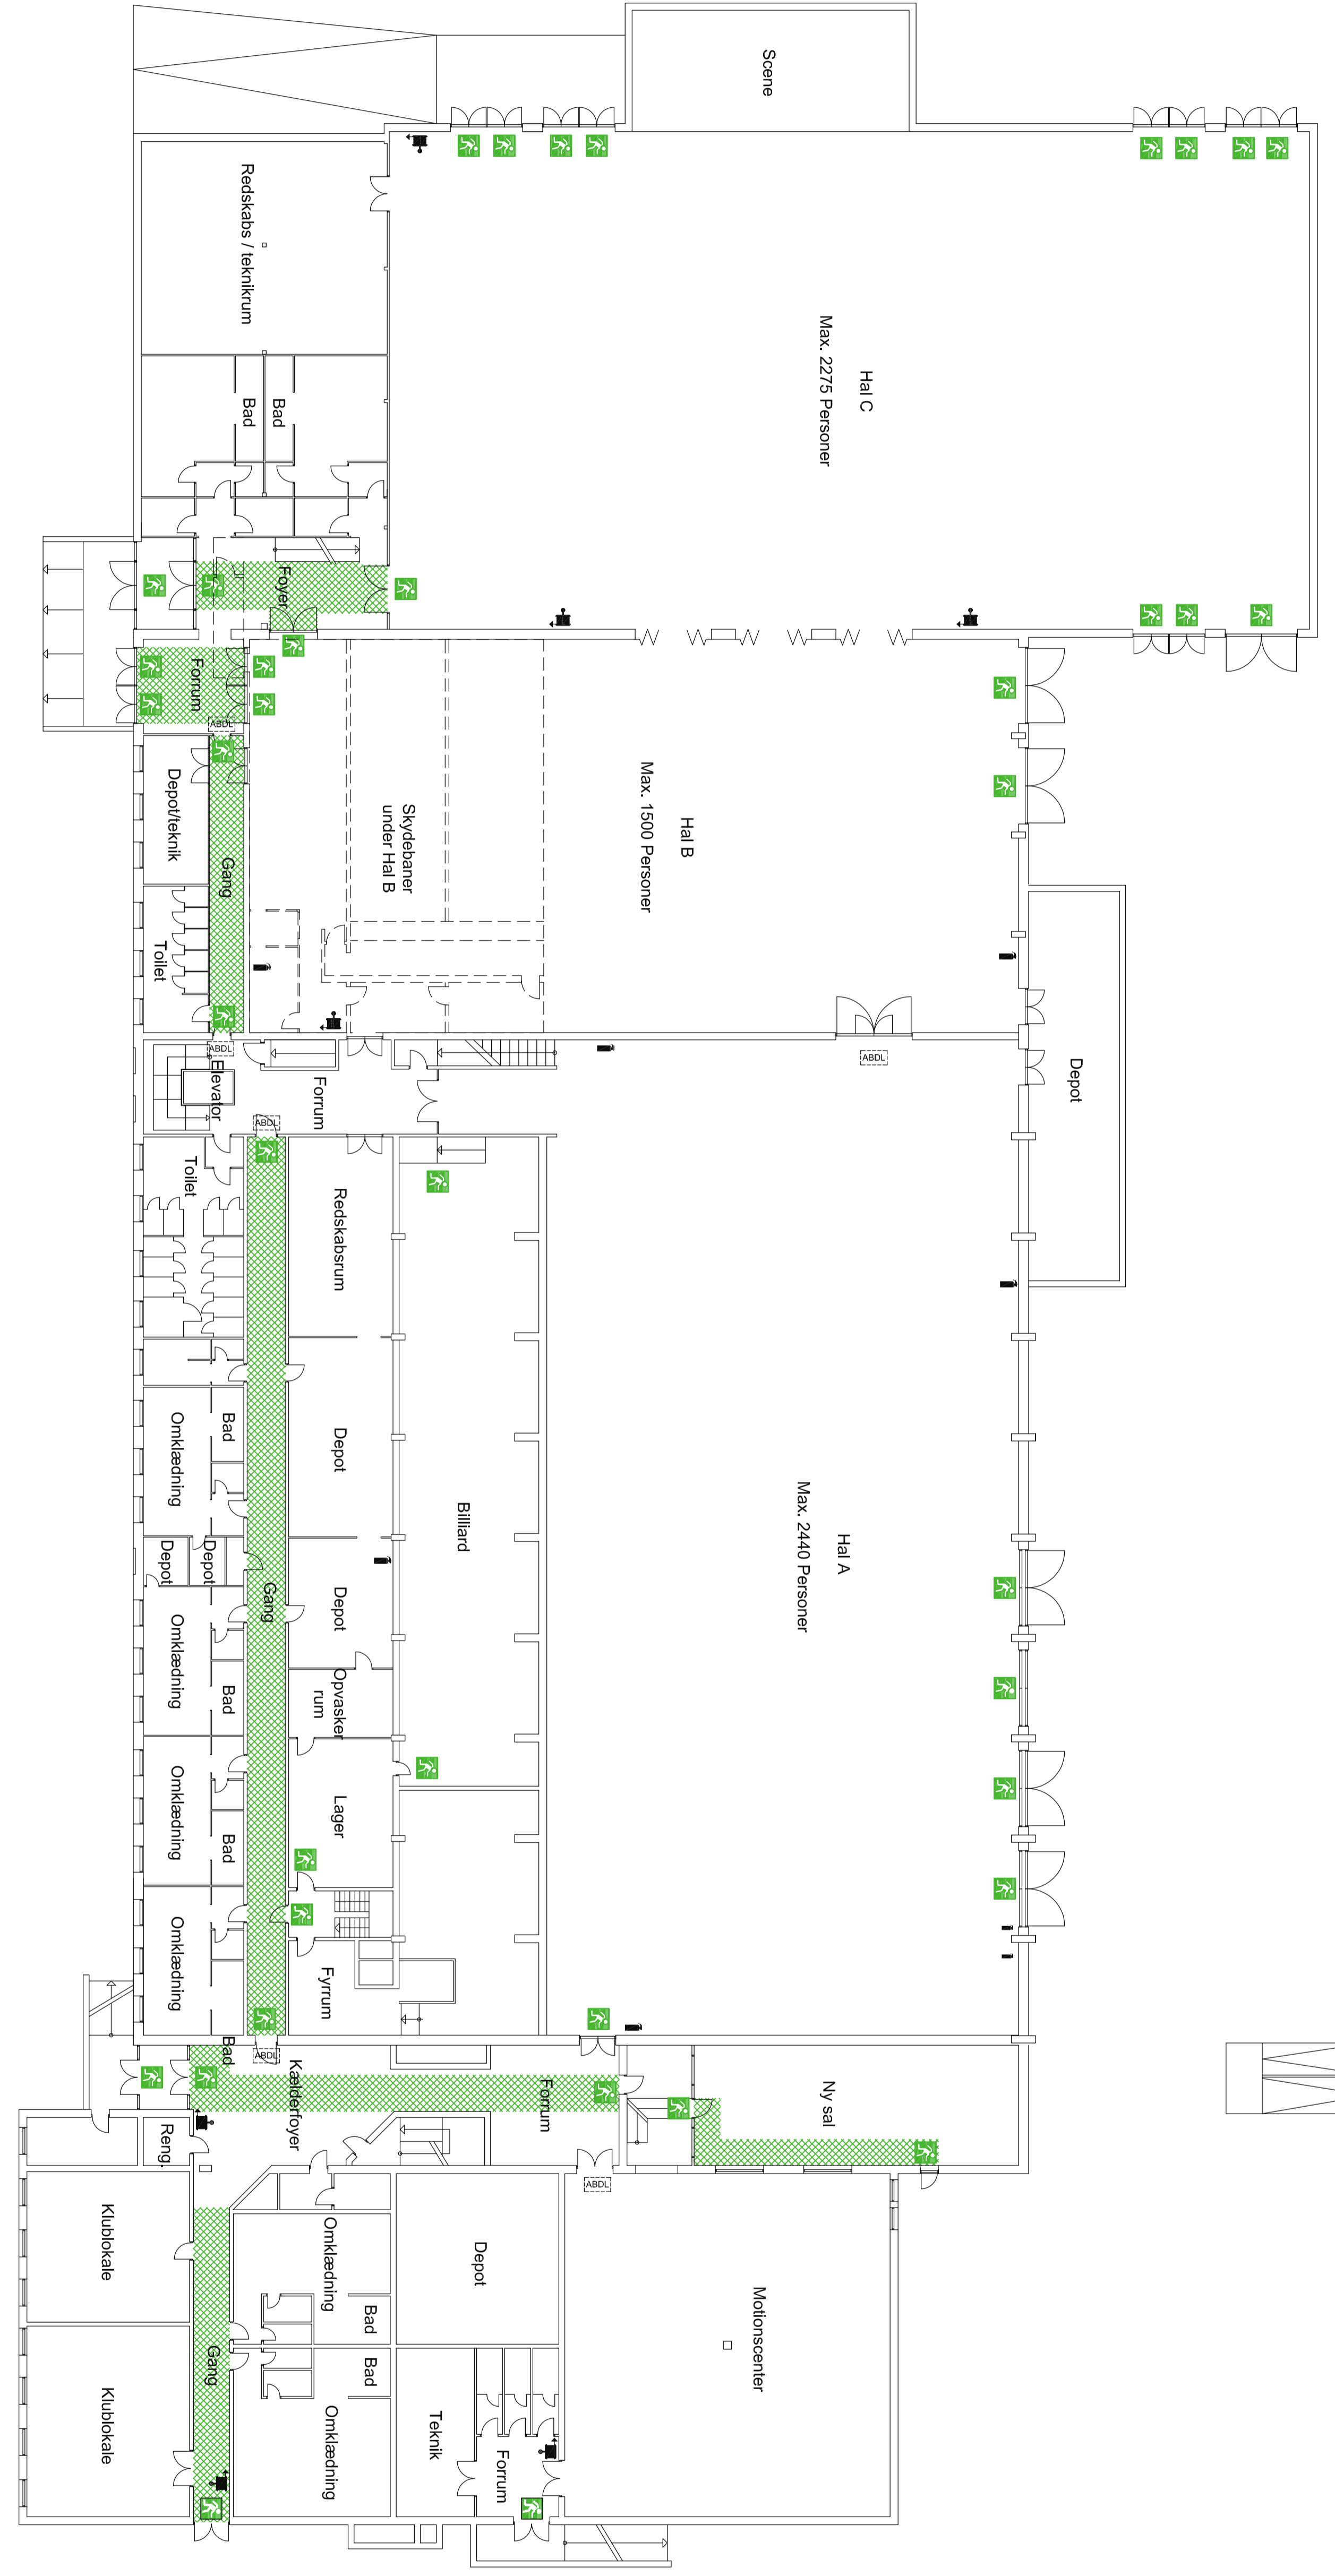 Scene
Redskabs / teknikrum
Hal C
Max. 2275 Personer
Bad
Bad
Foyer
Forrum
ABDL
Depot/teknik
Gang
Toilet
Skydebaner
under Hal B
Hal B
Max. 1500 Personer
Depot
ABDL
ABDL
Elevator
Forrum
ABDL
Toilet
Redskabsrum
Depot
Omklædning
Bad
Billiard
Hal A
Max. 2440 Personer
Depot
Depot
Gang
Depot
Omklædning
Bad
Opvasker
rum
Omklædning
Bad
Lager
Omklædning
Bad
Fyrrum
ABDL
Kælderfoyer
Forrum
Ny sal
Reng.
ABDL
Klublokale
Omklædning
Bad
Depot
Motionscenter
Gang
Klublokale
Bad
Omklædning
Teknik
Forrum